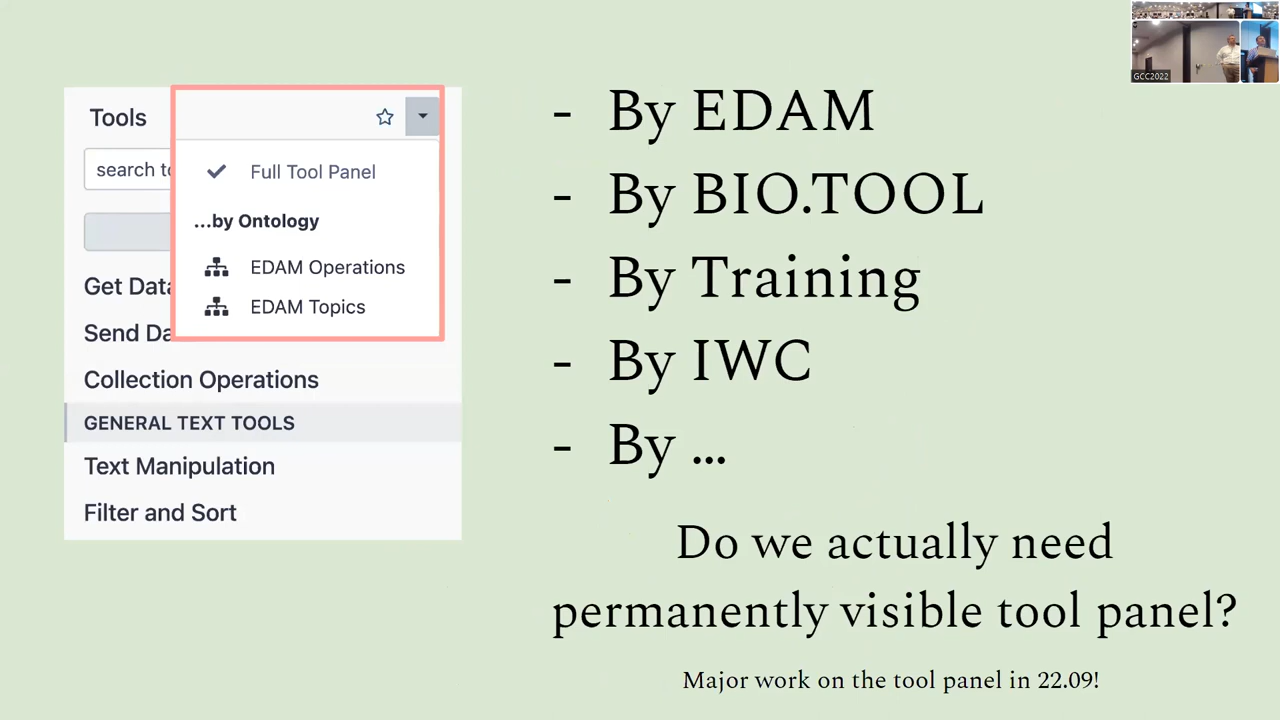 Tools
search to
Full Tool Panel
...by Ontology
EDAM Operations
EDAM Topics
Get Data
Send Da
Collection Operations
GENERAL TEXT TOOLS
Text Manipulation
Filter and Sort
- By EDAM
- By BIO.TOOL
- By Training
- By IWC
- By ...
Do we actually need
permanently visible tool panel?
Major work on the tool panel in 22.09!
GCC2022